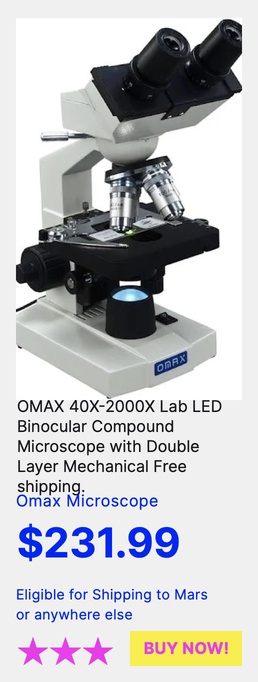 OMAX
OMAX 40X-2000X Lab LED
Binocular Compound
Microscope with Double
Layer Mechanical Free
shipping.
Omax Microscope
$231.99
Eligible for Shipping to Mars
or anywhere else
BUY NOW!